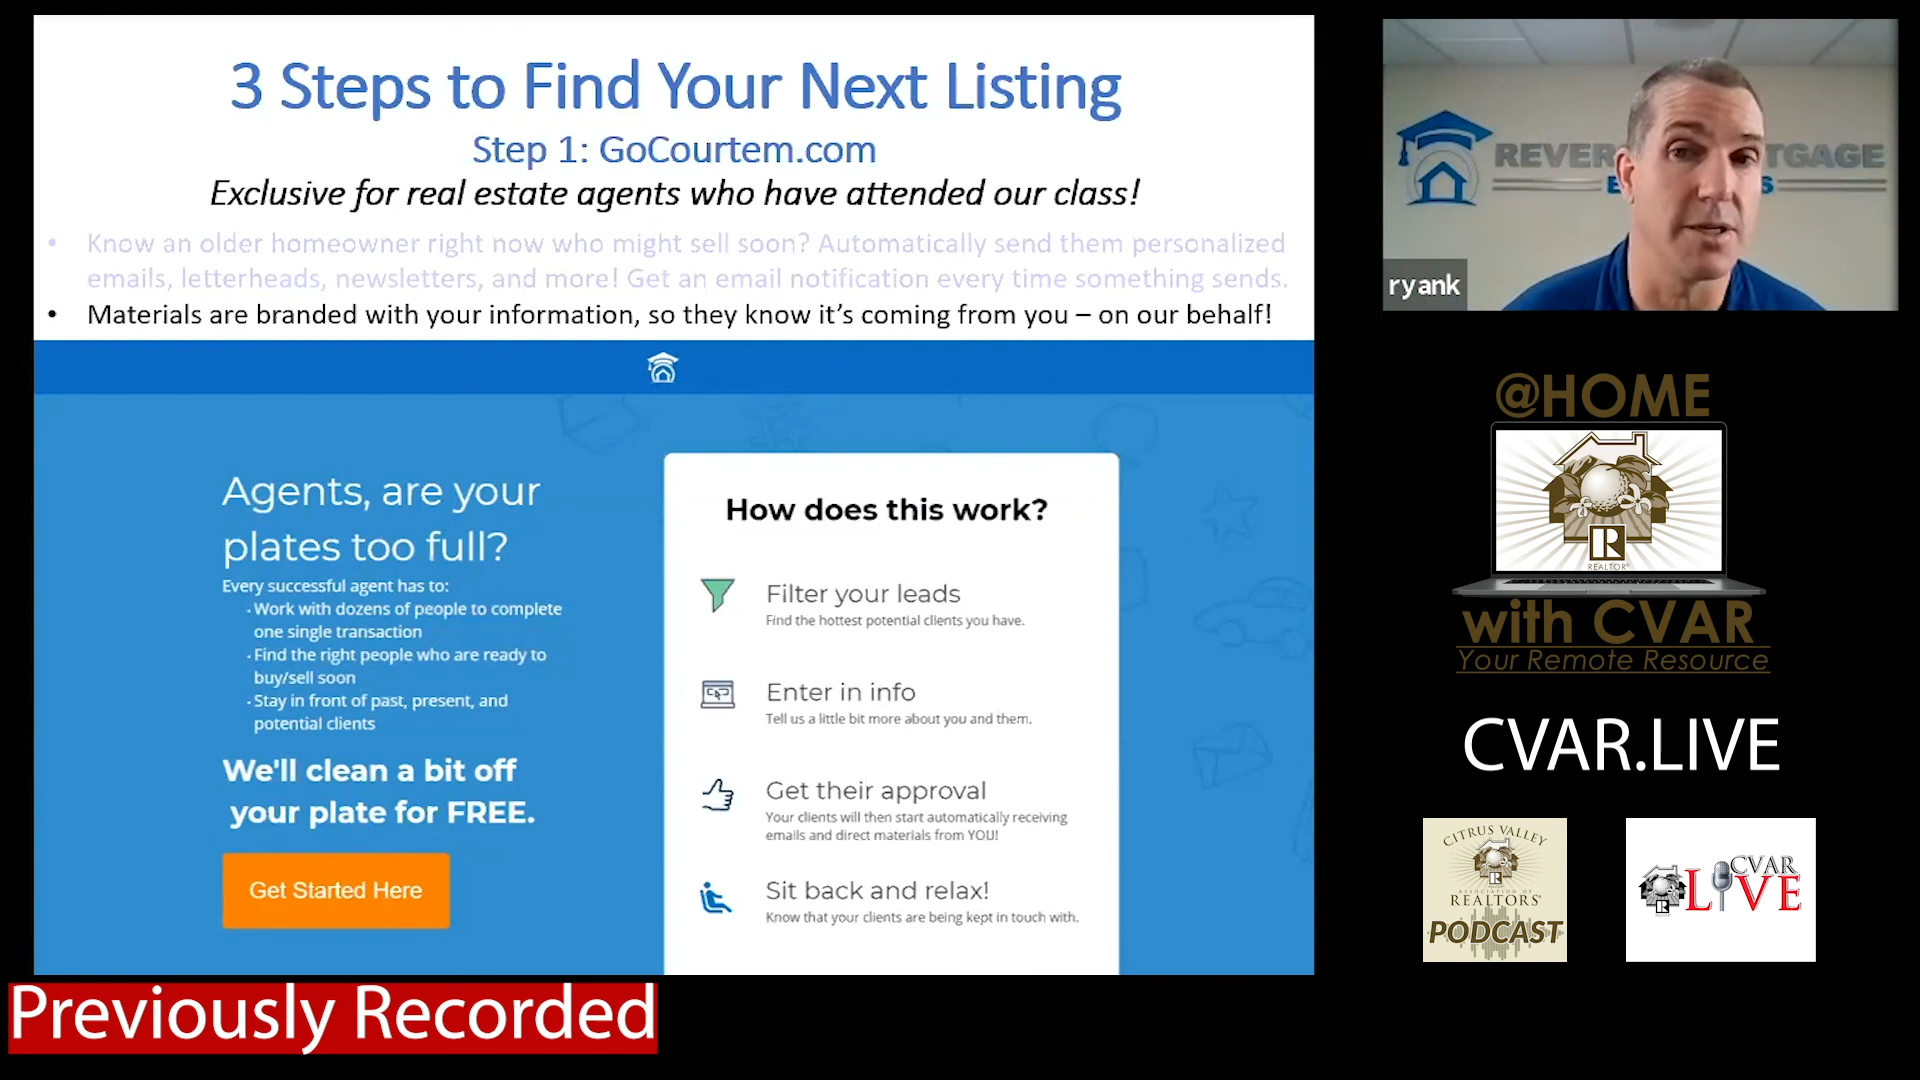 3 Steps to Find Your Next Listing
Step 1: GoCourtem.com
Exclusive for real estate agents who have attended our class!
• Know an older homeowner right now who might sell soon? Automatically send them personalized
emails, letterheads, newsletters, and more! Get an email notification every time something sends.
• Materials are branded with your information, so they know it's coming from you – on our behalf!
Agents, are your
plates too full?
Every successful agent has to:
· Work with dozens of people to complete
one single transaction
· Find the right people who are ready to
buy/sell soon
· Stay in front of past, present, and
potential clients
We'll clean a bit off
your plate for FREE.
Get Started Here
How does this work?
Filter your leads
Find the hottest potential clients you have.
Enter in info
Tell us a little bit more about you and them.
Get their approval
Your clients will then start automatically receiving
emails and direct materials from YOU!
Sit back and relax!
Know that your clients are being kept in touch with.
REVER TGAGE
E S
ryank
@HOME
R
REALTOR®
with CVAR
Your Remote Resource
CVAR.LIVE
CITRUS VALLEY
R
ASSOCIATION OF
REALTORS®
PODCAST
CVAR
LIVE
Previously Recorded